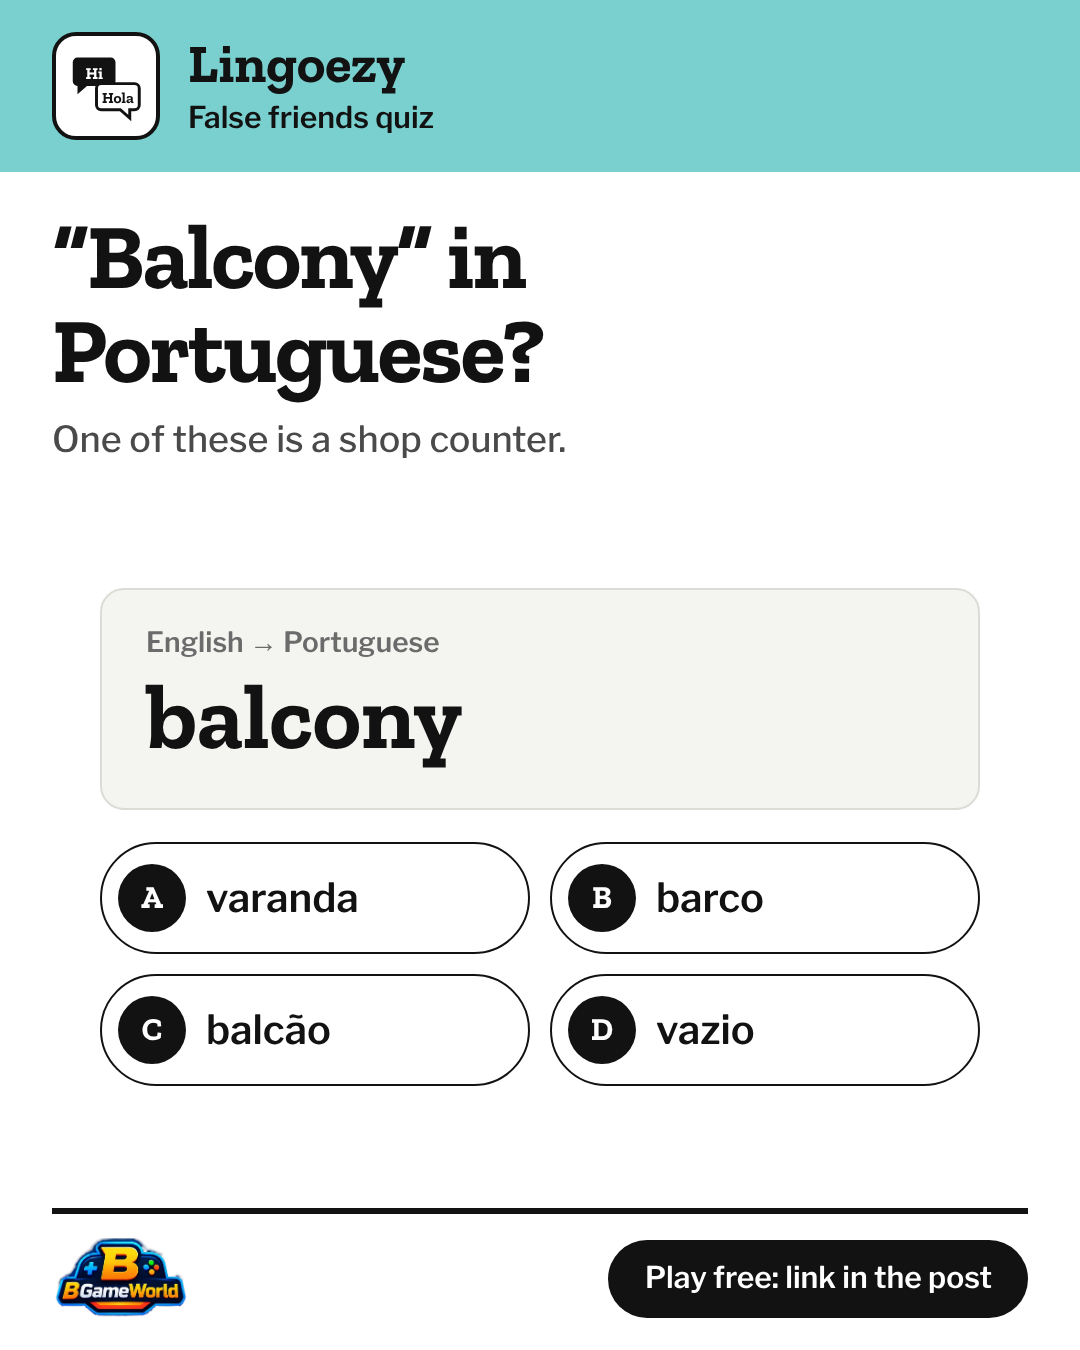 Hi
Hola
Lingoezy
False friends quiz
"Balcony" in
Portuguese?
One of these is a shop counter.
English → Portuguese
balcony
A varanda
B barco
C balcão
D vazio
B
BGameWorld
Play free: link in the post